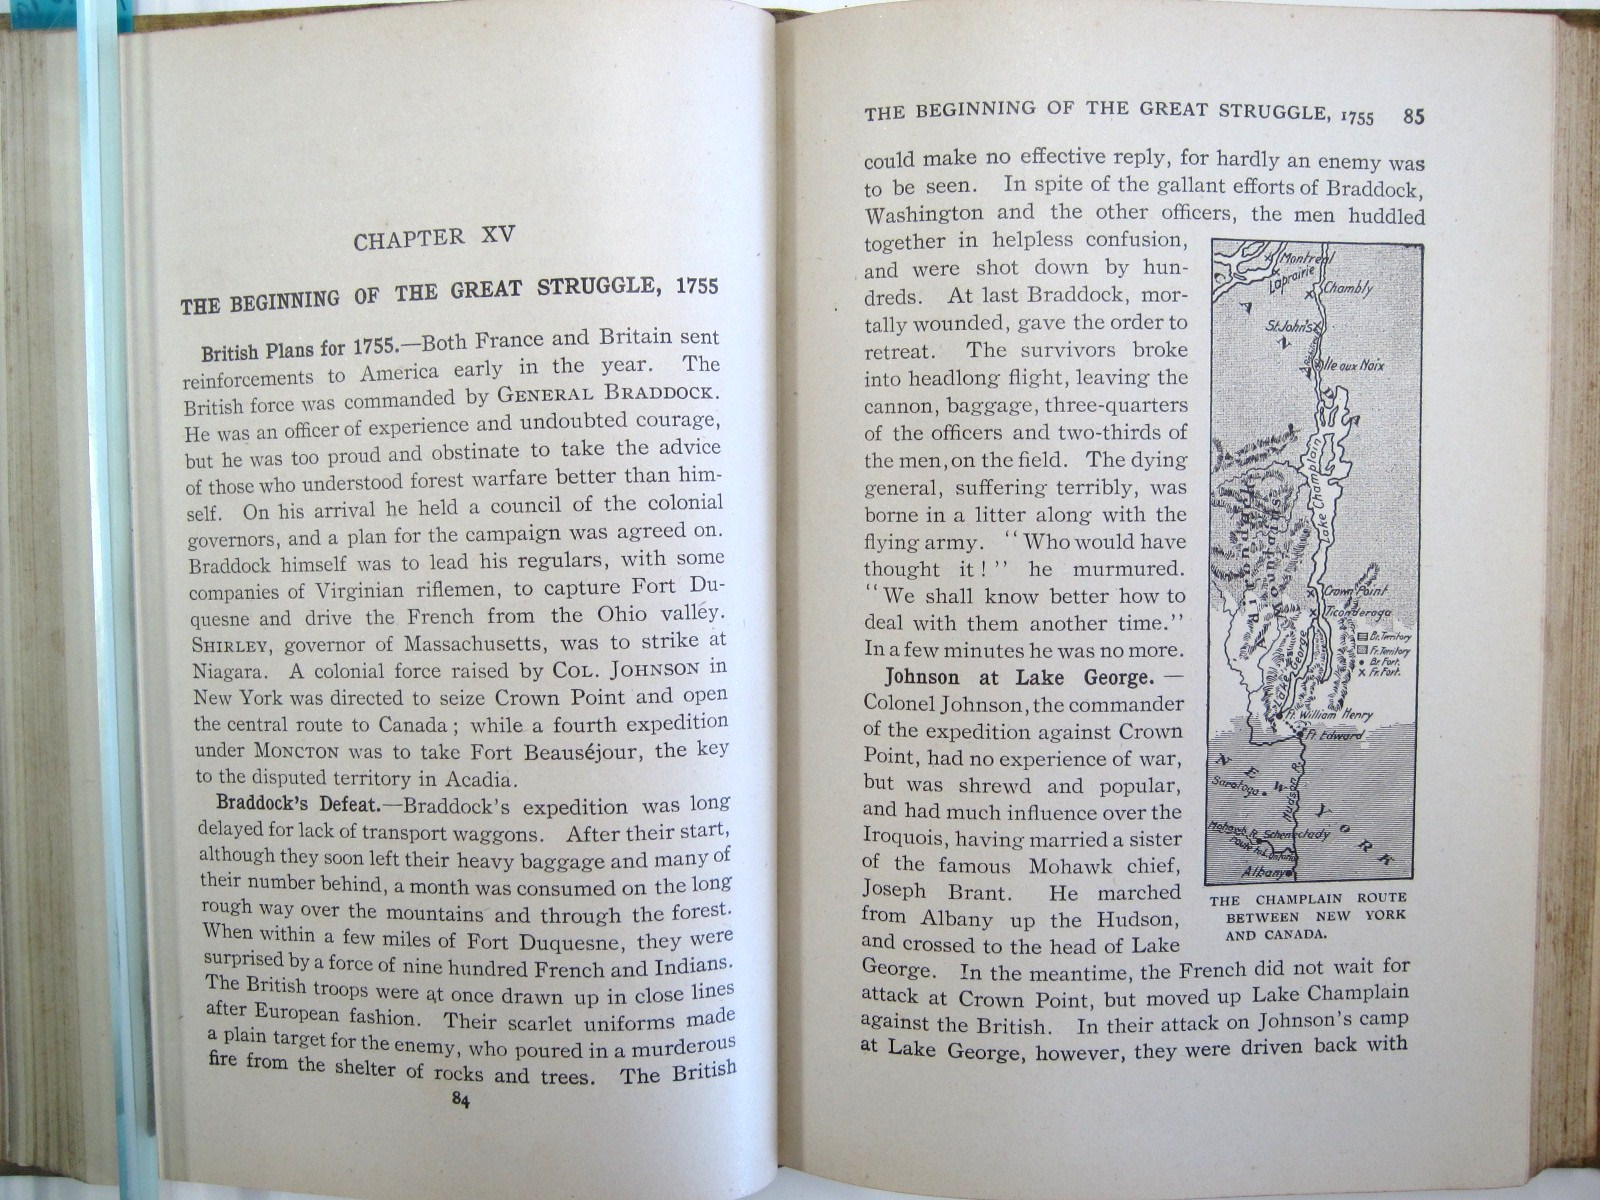 CHAPTER XV
THE BEGINNING OF THE GREAT STRUGGLE, 1755
British Plans for 1755.—Both France and Britain sent
reinforcements to America early in the year. The
British force was commanded by GENERAL BRADDOCK.
He was an officer of experience and undoubted courage,
but he was too proud and obstinate to take the advice
of those who understood forest warfare better than him-
self. On his arrival he held a council of the colonial
governors, and a plan for the campaign was agreed on.
Braddock himself was to lead his regulars, with some
companies of Virginian riflemen, to capture Fort Du-
quesne and drive the French from the Ohio valley.
SHIRLEY, governor of Massachusetts, was to strike at
Niagara. A colonial force raised by COL. JOHNSON in
New York was directed to seize Crown Point and open
the central route to Canada; while a fourth expedition
under MONCTON was to take Fort Beauséjour, the key
to the disputed territory in Acadia.
Braddock's Defeat.—Braddock's expedition was long
delayed for lack of transport waggons. After their start,
although they soon left their heavy baggage and many of
their number behind, a month was consumed on the long
rough way over the mountains and through the forest.
When within a few miles of Fort Duquesne, they were
surprised by a force of nine hundred French and Indians.
The British troops were at once drawn up in close lines
after European fashion. Their scarlet uniforms made
a plain target for the enemy, who poured in a murderous
fire from the shelter of rocks and trees. The British
84
THE BEGINNING OF THE GREAT STRUGGLE, 1755 85
could make no effective reply, for hardly an enemy was
to be seen. In spite of the gallant efforts of Braddock,
Washington and the other officers, the men huddled
together in helpless confusion,
and were shot down by hun-
dreds. At last Braddock, mor-
tally wounded, gave the order to
retreat. The survivors broke
into headlong flight, leaving the
cannon, baggage, three-quarters
of the officers and two-thirds of
the men, on the field. The dying
general, suffering terribly, was
borne in a litter along with the
flying army. "Who would have
thought it!" he murmured.
"We shall know better how to
deal with them another time."
In a few minutes he was no more.
Johnson at Lake George. —
Colonel Johnson, the commander
of the expedition against Crown
Point, had no experience of war,
but was shrewd and popular,
and had much influence over the
Iroquois, having married a sister
of the famous Mohawk chief,
Joseph Brant. He marched
from Albany up the Hudson,
and crossed to the head of Lake
George. In the meantime, the French did not wait for
attack at Crown Point, but moved up Lake Champlain
against the British. In their attack on Johnson's camp
at Lake George, however, they were driven back with
Montreal
Laprairie
Chambly
St. John's
Ile aux Noix
Lake Champlain
Adirondack
Mountains
Crown Point
Ticonderoga
Br. Territory
Fr. Territory
Br. Fort.
Fr. Fort.
Lake George
Ft. William Henry
Ft. Edward
NEW YORK
Saratoga
Hudson R.
Mohawk R. Schenectady
Route to L. Ontario
Albany
THE CHAMPLAIN ROUTE
BETWEEN NEW YORK
AND CANADA.